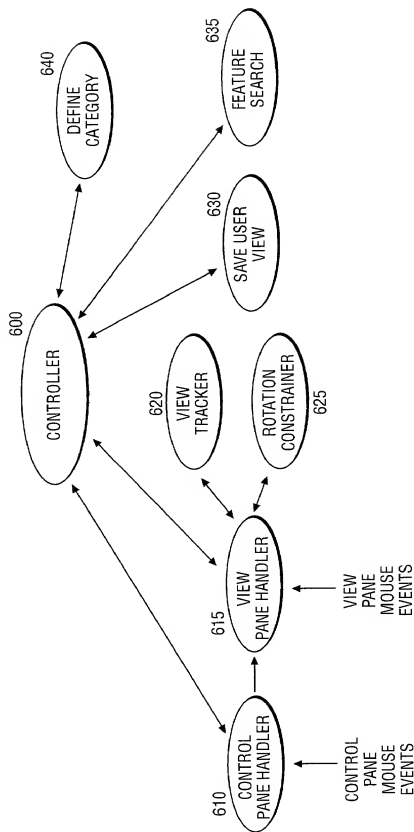 600
CONTROLLER
640
DEFINE
CATEGORY
635
FEATURE
SEARCH
630
SAVE USER
VIEW
620
VIEW
TRACKER
ROTATION
CONSTRAINER
625
615
VIEW
PANE HANDLER
610
CONTROL
PANE HANDLER
VIEW
PANE
MOUSE
EVENTS
CONTROL
PANE
MOUSE
EVENTS